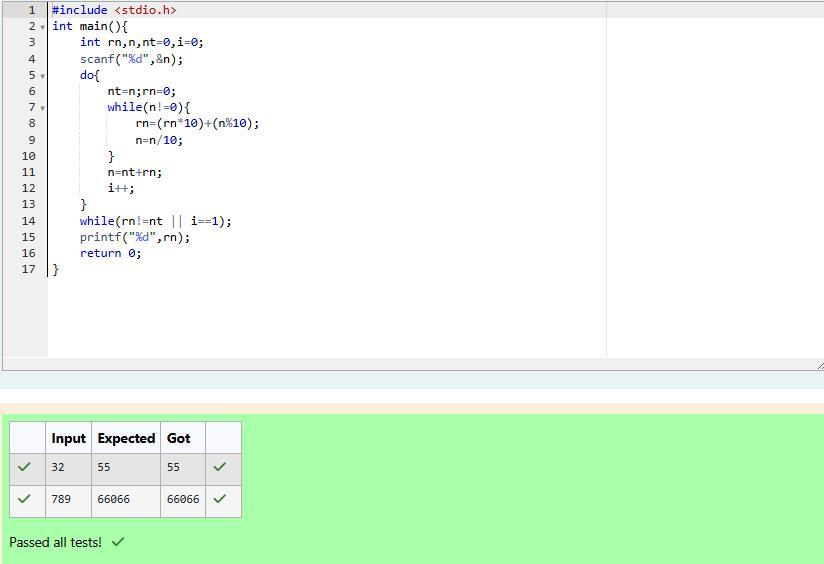 1 #include <stdio.h>
2 int main(){
3 int rn,n,nt=0,i=0;
4 scanf("%d",&n);
5 do{
6 nt=n;rn=0;
7 while(n!=0){
8 rn=(rn*10)+(n%10);
9 n=n/10;
10 }
11 n=nt+rn;
12 i++;
13 }
14 while(rn!=nt || i==1);
15 printf("%d",rn);
16 return 0;
17 }
Input Expected Got
32 55 55
789 66066 66066
Passed all tests!